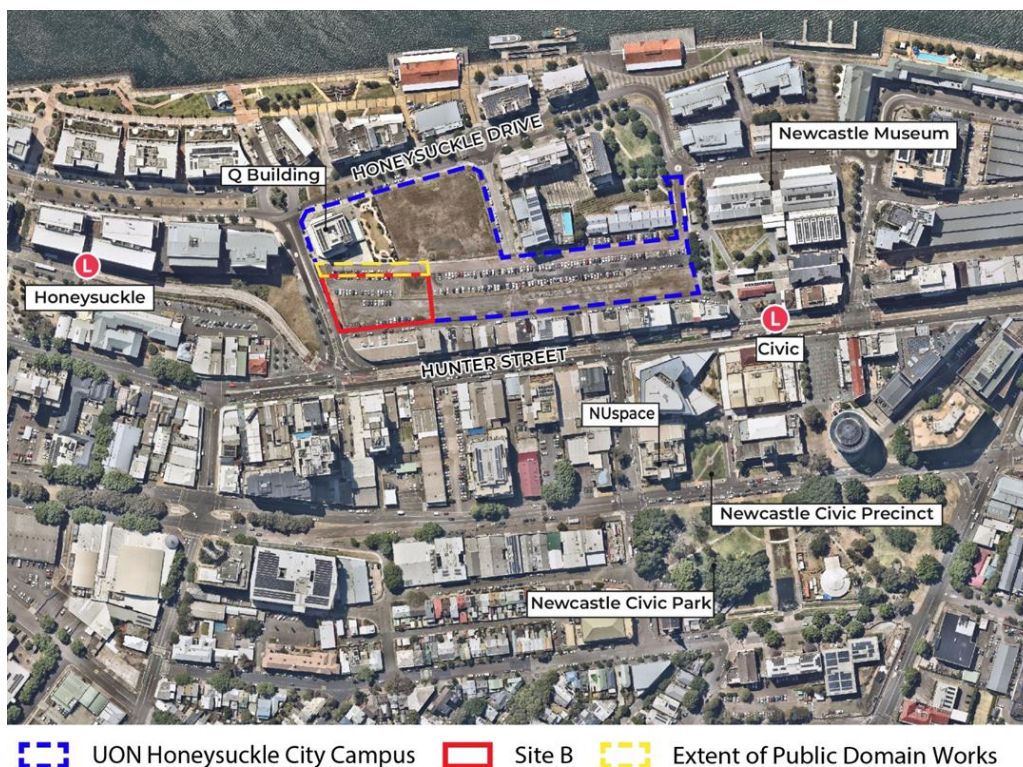 HONEYSUCKLE DRIVE
Newcastle Museum
Q Building
L
Honeysuckle
L
Civic
HUNTER STREET
NUspace
Newcastle Civic Precinct
Newcastle Civic Park
UON Honeysuckle City Campus
Site B
Extent of Public Domain Works